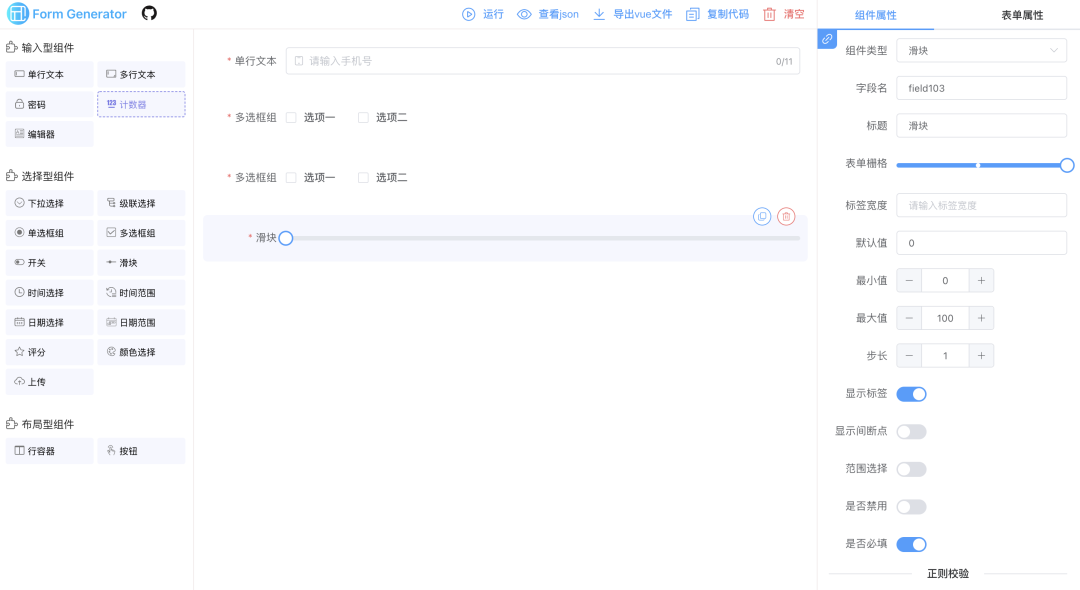 Form Generator
运行
查看json
导出vue文件
复制代码
清空
输入型组件
单行文本
多行文本
密码
计数器
编辑器
选择型组件
下拉选择
级联选择
单选框组
多选框组
开关
滑块
时间选择
时间范围
日期选择
日期范围
评分
颜色选择
上传
布局型组件
行容器
按钮
* 单行文本
请输入手机号
0/11
* 多选框组
选项一
选项二
* 多选框组
选项一
选项二
* 滑块
组件属性
表单属性
组件类型
滑块
字段名
field103
标题
滑块
表单栅格
标签宽度
请输入标签宽度
默认值
0
最小值
− 0 +
最大值
− 100 +
步长
− 1 +
显示标签
显示间断点
范围选择
是否禁用
是否必填
正则校验